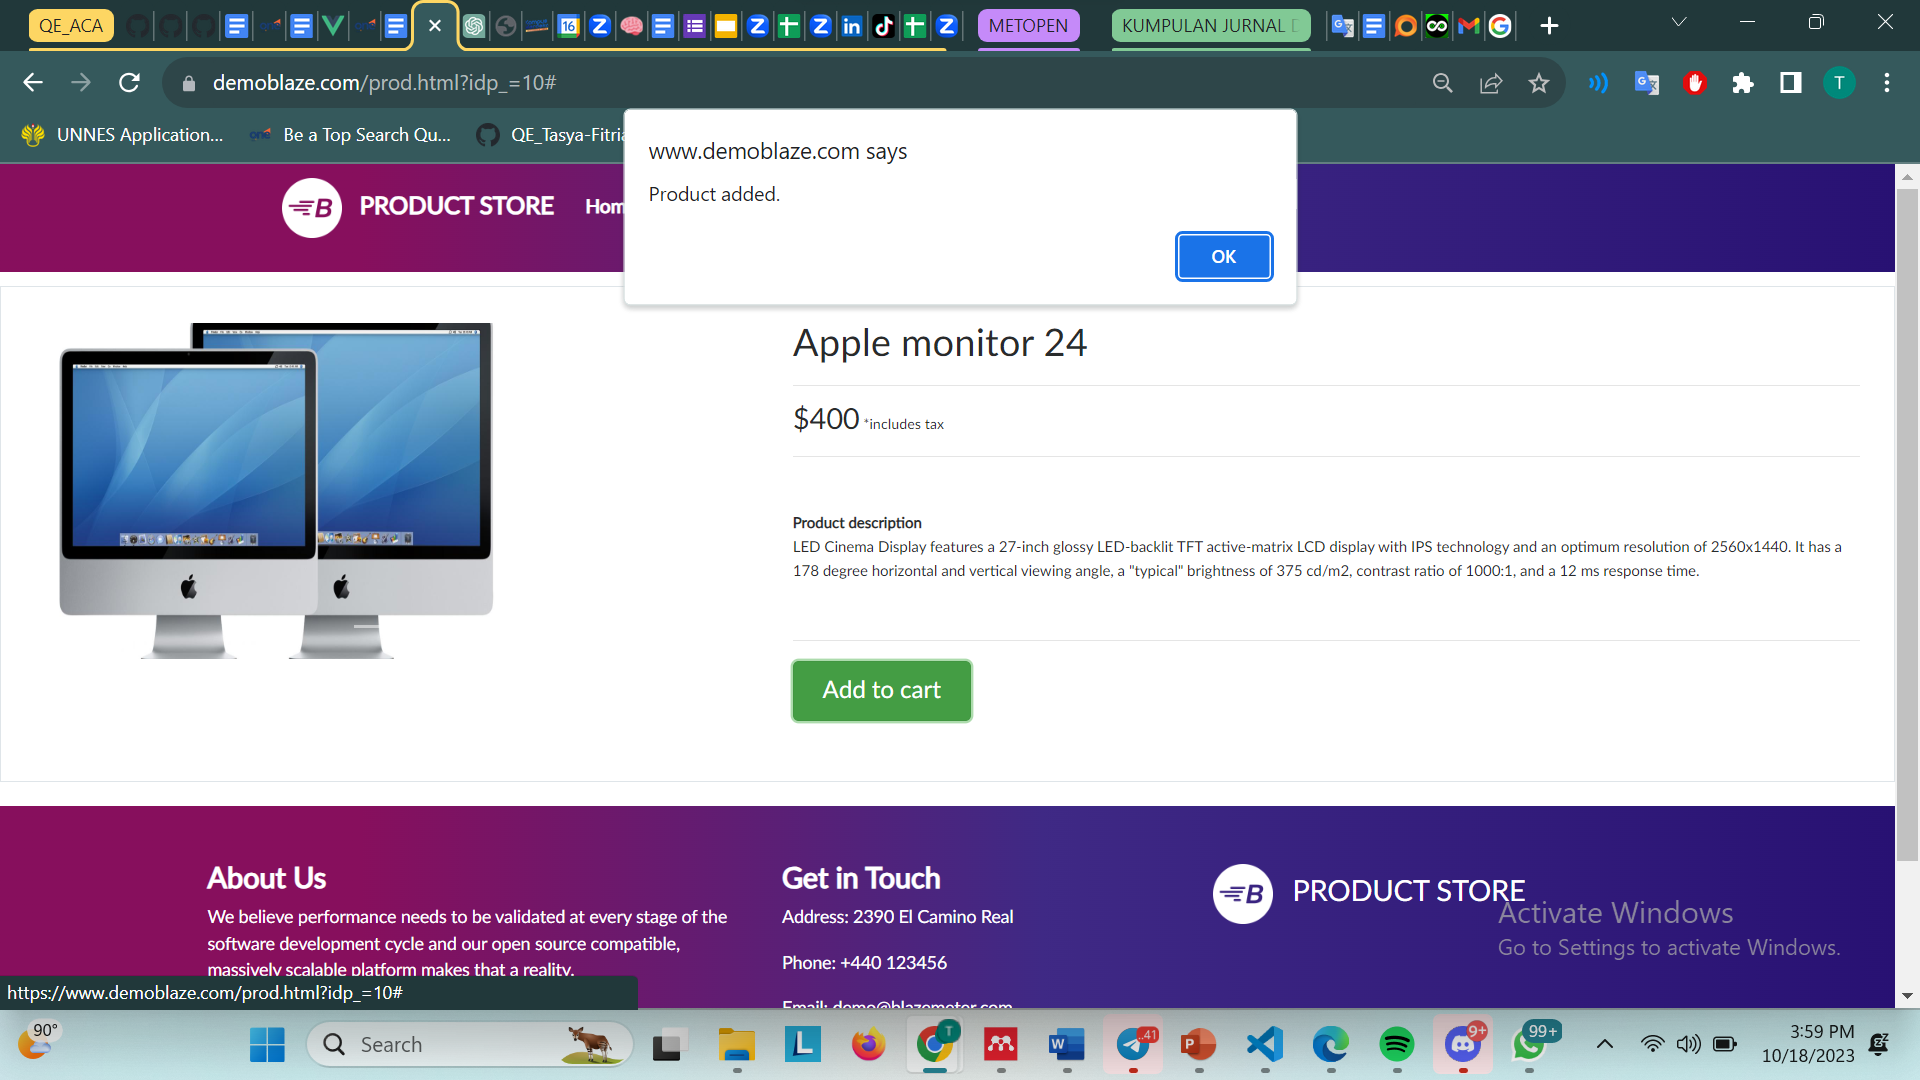 QE_ACA
METOPEN
KUMPULAN JURNAL
demoblaze.com/prod.html?idp_=10#
UNNES Application...
Be a Top Search Qu...
QE_Tasya-Fitria
www.demoblaze.com says
Product added.
OK
PRODUCT STORE
Hom
Apple monitor 24
$400 *includes tax
Product description
LED Cinema Display features a 27-inch glossy LED-backlit TFT active-matrix LCD display with IPS technology and an optimum resolution of 2560x1440. It has a
178 degree horizontal and vertical viewing angle, a "typical" brightness of 375 cd/m2, contrast ratio of 1000:1, and a 12 ms response time.
Add to cart
About Us
We believe performance needs to be validated at every stage of the
software development cycle and our open source compatible,
massively scalable platform makes that a reality.
Get in Touch
Address: 2390 El Camino Real
Phone: +440 123456
Email: demo@blazemeter.com
PRODUCT STORE
Activate Windows
Go to Settings to activate Windows.
https://www.demoblaze.com/prod.html?idp_=10#
90°
Search
41
9+
99+
3:59 PM
10/18/2023